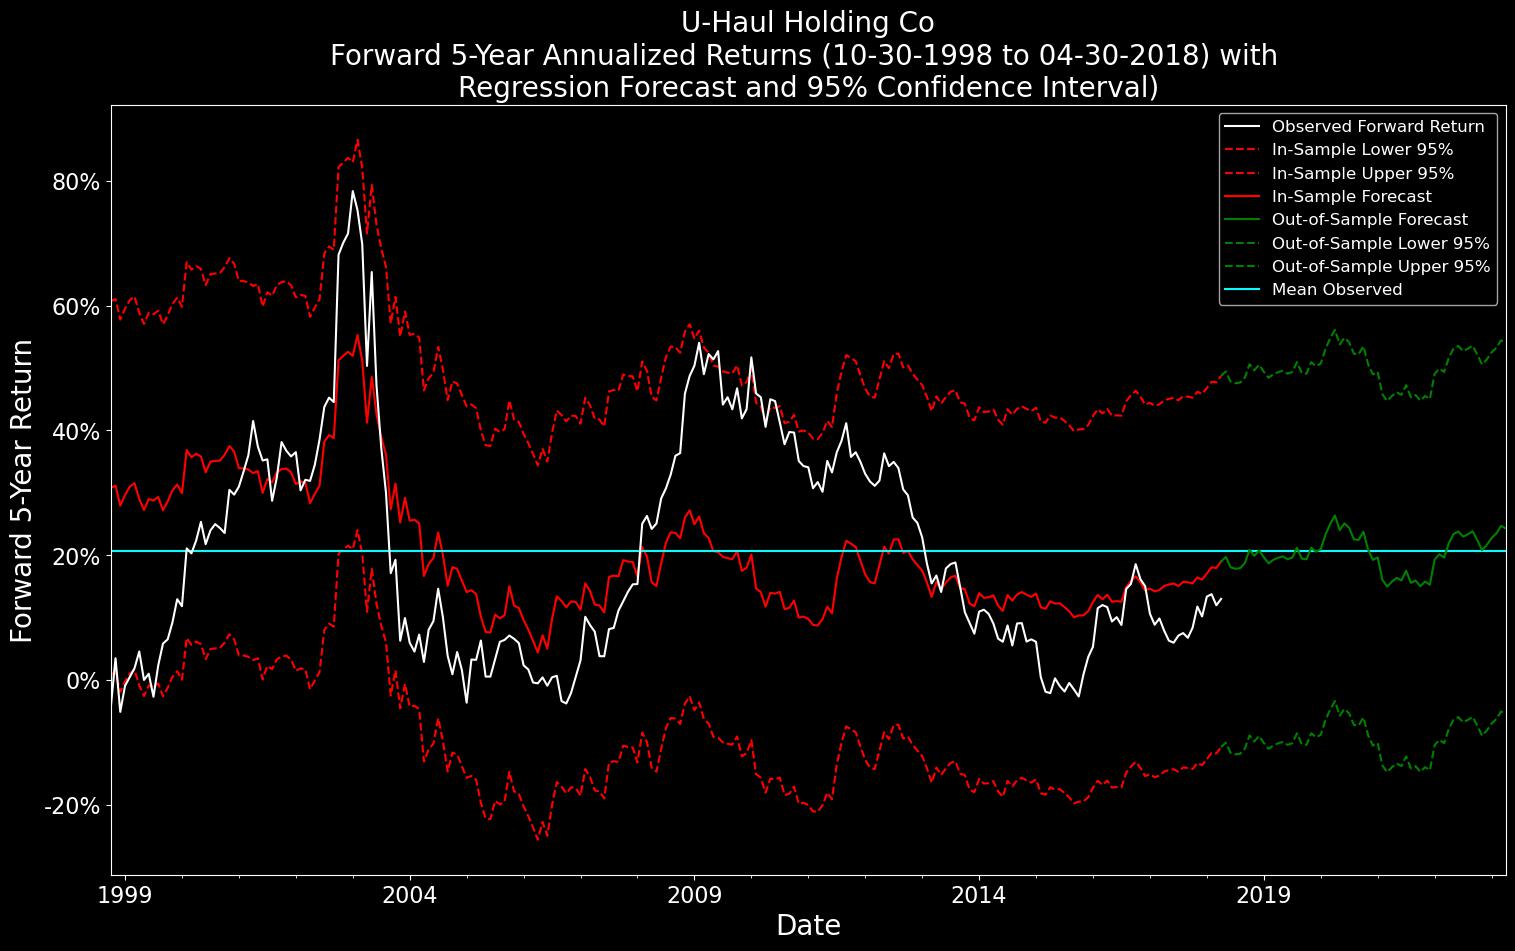 U-Haul Holding Co
Forward 5-Year Annualized Returns (10-30-1998 to 04-30-2018) with
Regression Forecast and 95% Confidence Interval)
Observed Forward Return
In-Sample Lower 95%
In-Sample Upper 95%
In-Sample Forecast
Out-of-Sample Forecast
Out-of-Sample Lower 95%
Out-of-Sample Upper 95%
Mean Observed
Forward 5-Year Return
80%
60%
40%
20%
0%
-20%
1999
2004
2009
2014
2019
Date